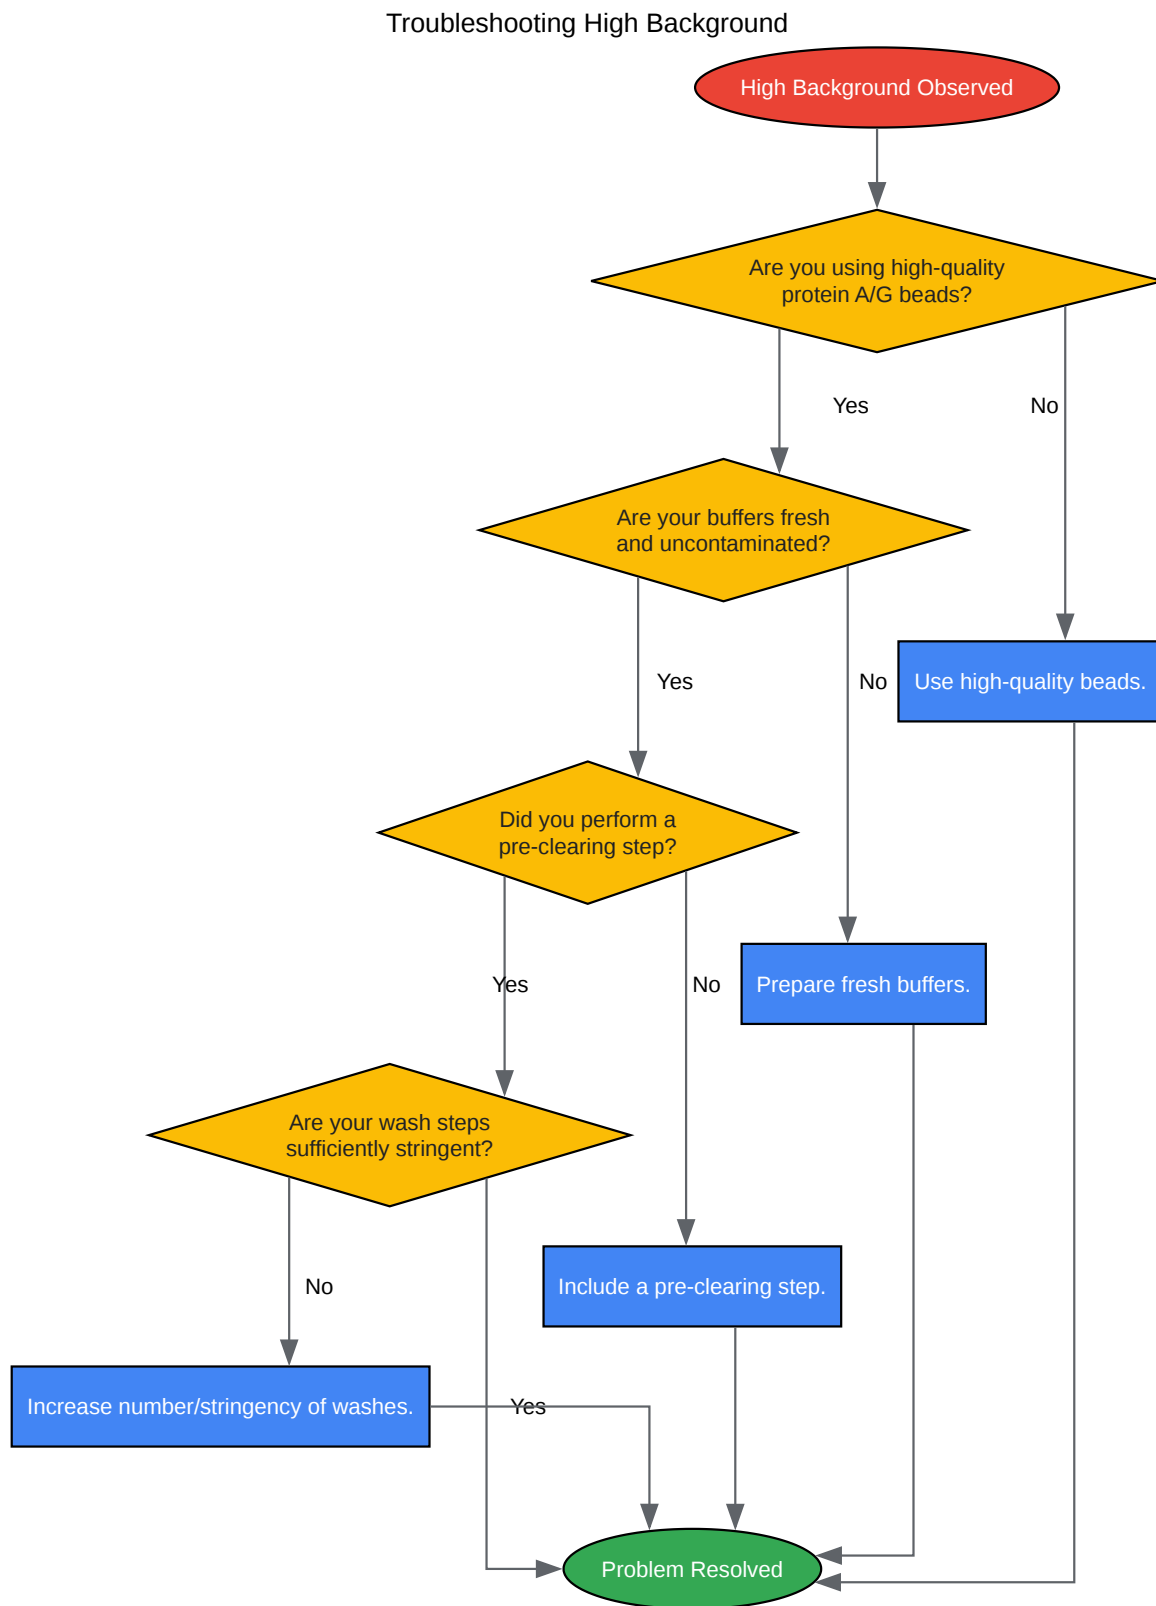 Troubleshooting High Background
High Background Observed
Are you using high-quality
protein A/G beads?
Yes
No
Are your buffers fresh
and uncontaminated?
Yes
No
Use high-quality beads.
Did you perform a
pre-clearing step?
Yes
No
Prepare fresh buffers.
Are your wash steps
sufficiently stringent?
No
Include a pre-clearing step.
Increase number/stringency of washes.
Yes
Problem Resolved